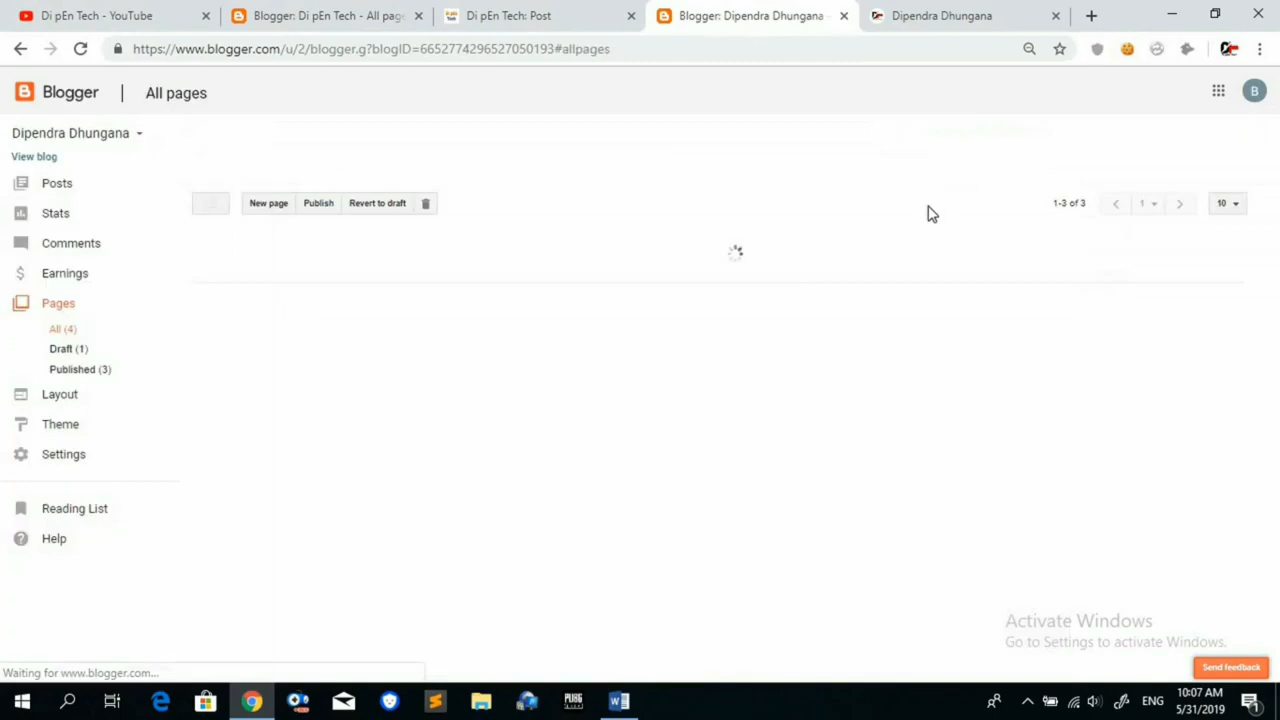 Di pEn Tech - YouTube
Blogger: Di pEn Tech - All pag
Di pEn Tech: Post
Blogger: Dipendra Dhungana -
Dipendra Dhungana
https://www.blogger.com/u/2/blogger.g?blogID=6652774296527050193#allpages
Blogger
All pages
B
Dipendra Dhungana
View blog
Posts
New page
Publish
Revert to draft
1-3 of 3
1
10
Stats
Comments
Earnings
Pages
All (4)
Draft (1)
Published (3)
Layout
Theme
Settings
Reading List
Help
Activate Windows
Go to Settings to activate Windows.
Send feedback
Waiting for www.blogger.com...
PUBG
ENG
10:07 AM
5/31/2019
1